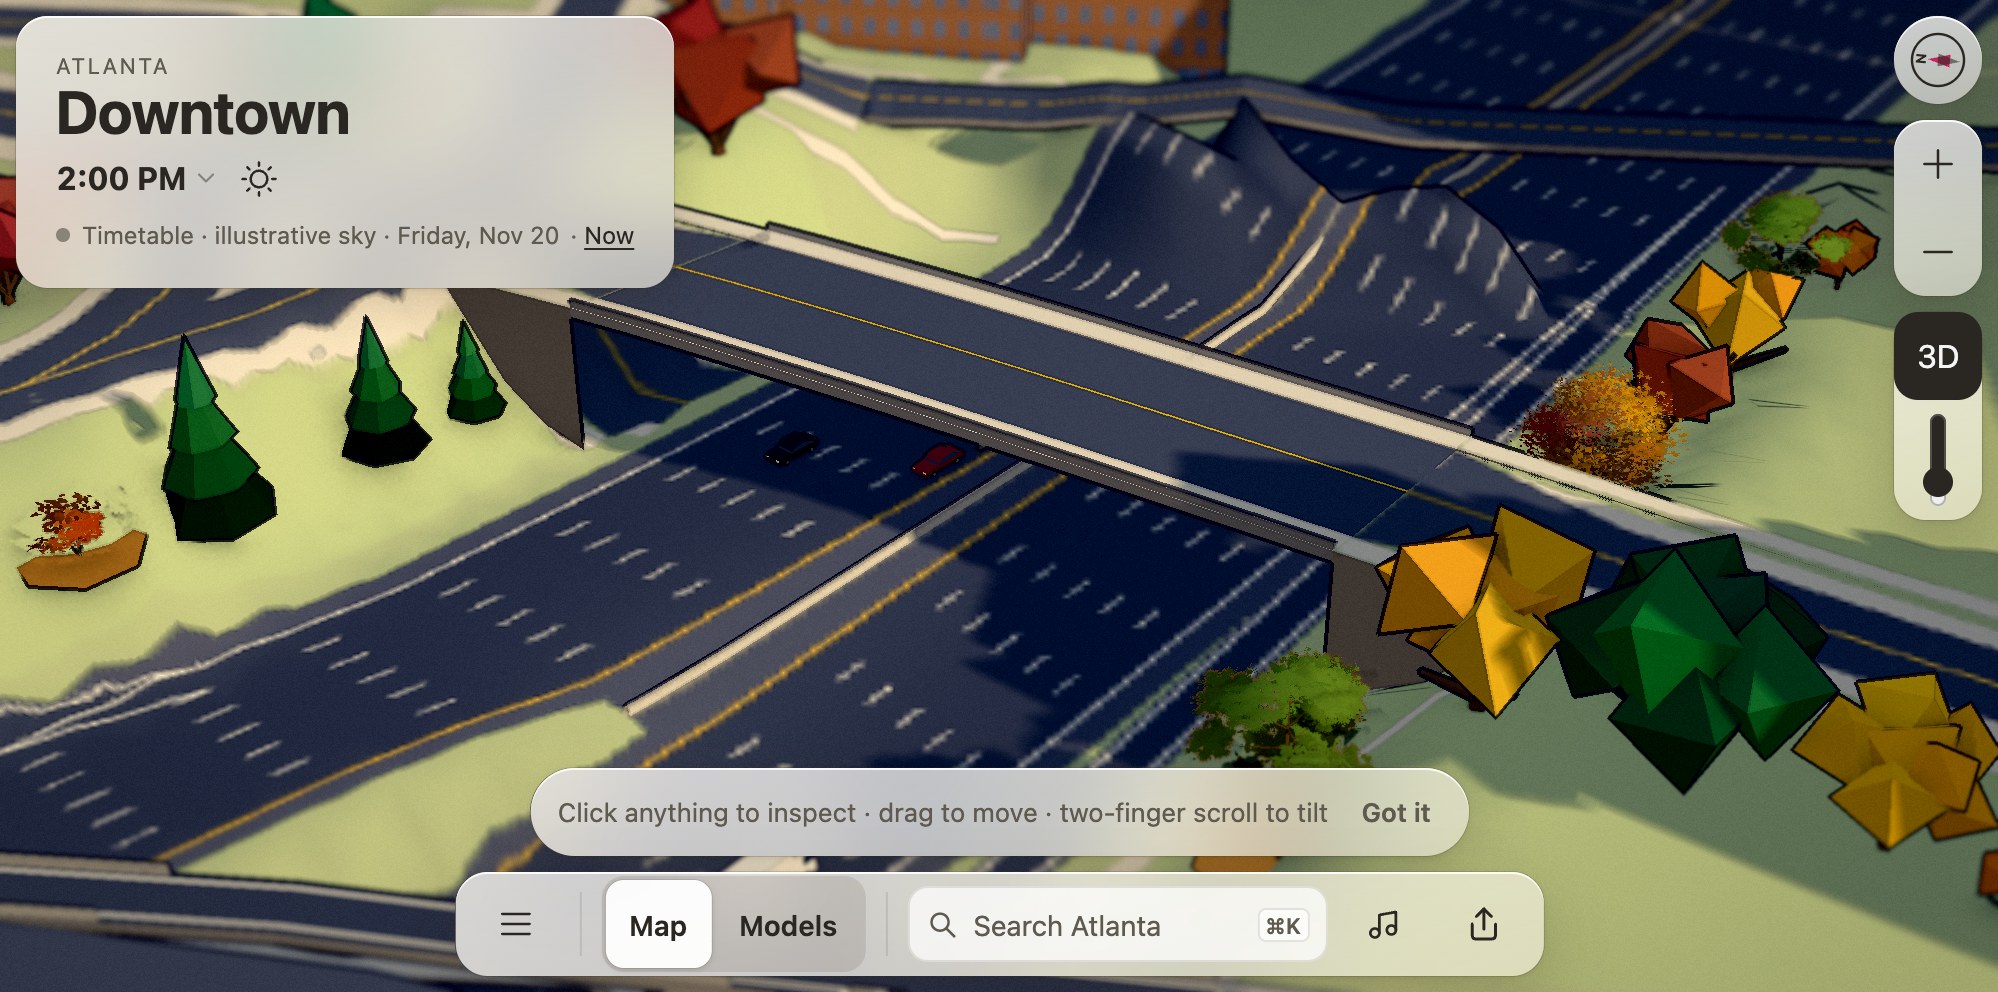 ATLANTA
Downtown
2:00 PM
Timetable · illustrative sky · Friday, Nov 20 · Now
N
3D
Click anything to inspect · drag to move · two-finger scroll to tilt Got it
Map Models Search Atlanta ⌘K